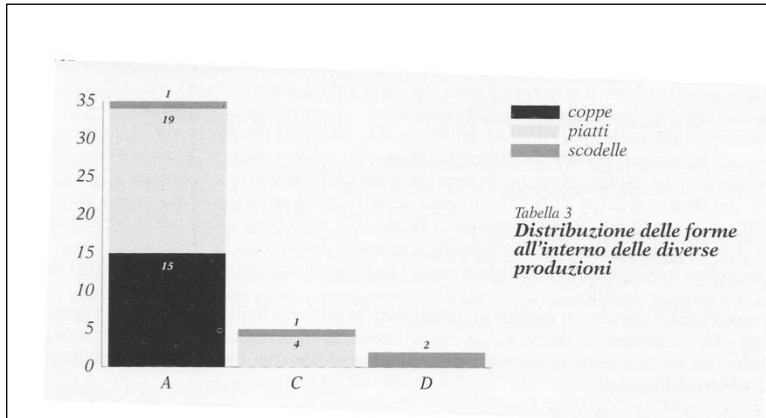 35
30
25
20
15
10
5
0
1
19
15
1
4
2
A
C
D
coppe
piatti
scodelle
Tabella 3
Distribuzione delle forme
all'interno delle diverse
produzioni